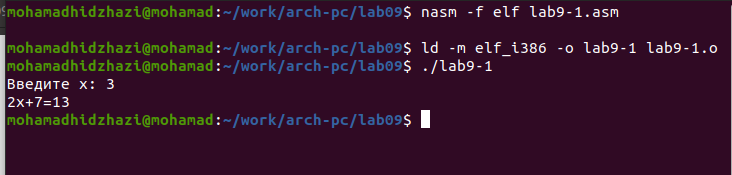 mohamadhidzhazi@mohamad:~/work/arch-pc/lab09$ nasm -f elf lab9-1.asm
mohamadhidzhazi@mohamad:~/work/arch-pc/lab09$ ld -m elf_i386 -o lab9-1 lab9-1.o
mohamadhidzhazi@mohamad:~/work/arch-pc/lab09$ ./lab9-1
Введите x: 3
2x+7=13
mohamadhidzhazi@mohamad:~/work/arch-pc/lab09$